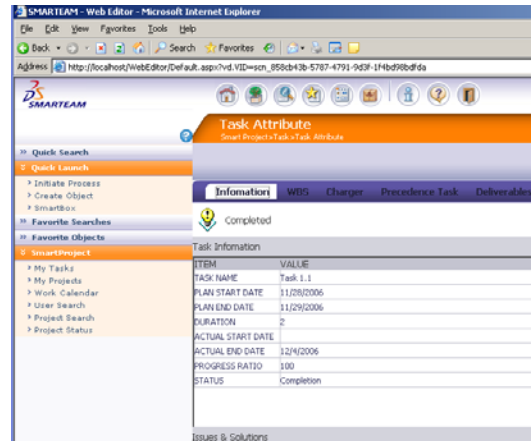 SMARTEAM - Web Editor - Microsoft Internet Explorer
File Edit View Favorites Tools Help
Back Search Favorites
Address http://localhost/WebEditor/Default.aspx?vd.VID=scn_858cb43b-5787-4791-9d3f-1f4bd98bdfda
SMARTEAM
Task Attribute
Smart Project>Task>Task Attribute
Quick Search
Quick Launch
Initiate Process
Create Object
SmartBox
Favorite Searches
Favorite Objects
SmartProject
My Tasks
My Projects
Work Calendar
User Search
Project Search
Project Status
Infomation WBS Charger Precedence Task Deliverables
Completed
Task Infomation
ITEM VALUE
TASK NAME Task 1.1
PLAN START DATE 11/28/2006
PLAN END DATE 11/29/2006
DURATION 2
ACTUAL START DATE
ACTUAL END DATE 12/4/2006
PROGRESS RATIO 100
STATUS Completion
Issues & Solutions